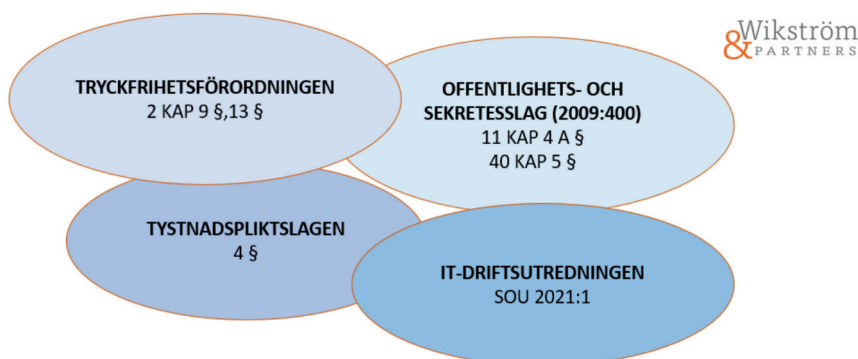 Wikström
& PARTNERS
TRYCKFRIHETSFÖRORDNINGEN
2 KAP 9 §,13 §
OFFENTLIGHETS- OCH
SEKRETESSLAG (2009:400)
11 KAP 4 A §
40 KAP 5 §
TYSTNADSPLIKTSLAGEN
4 §
IT-DRIFTSUTREDNINGEN
SOU 2021:1